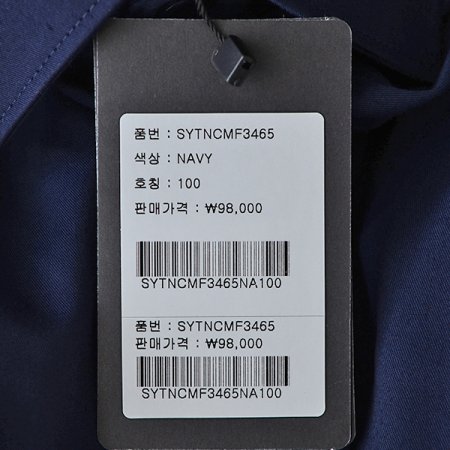 품번 : SYTNCMF3465
색상 : NAVY
호칭 : 100
판매가격 : ₩98,000
SYTNCMF3465NA100
품번 : SYTNCMF3465
판매가격 : ₩98,000
SYTNCMF3465NA100